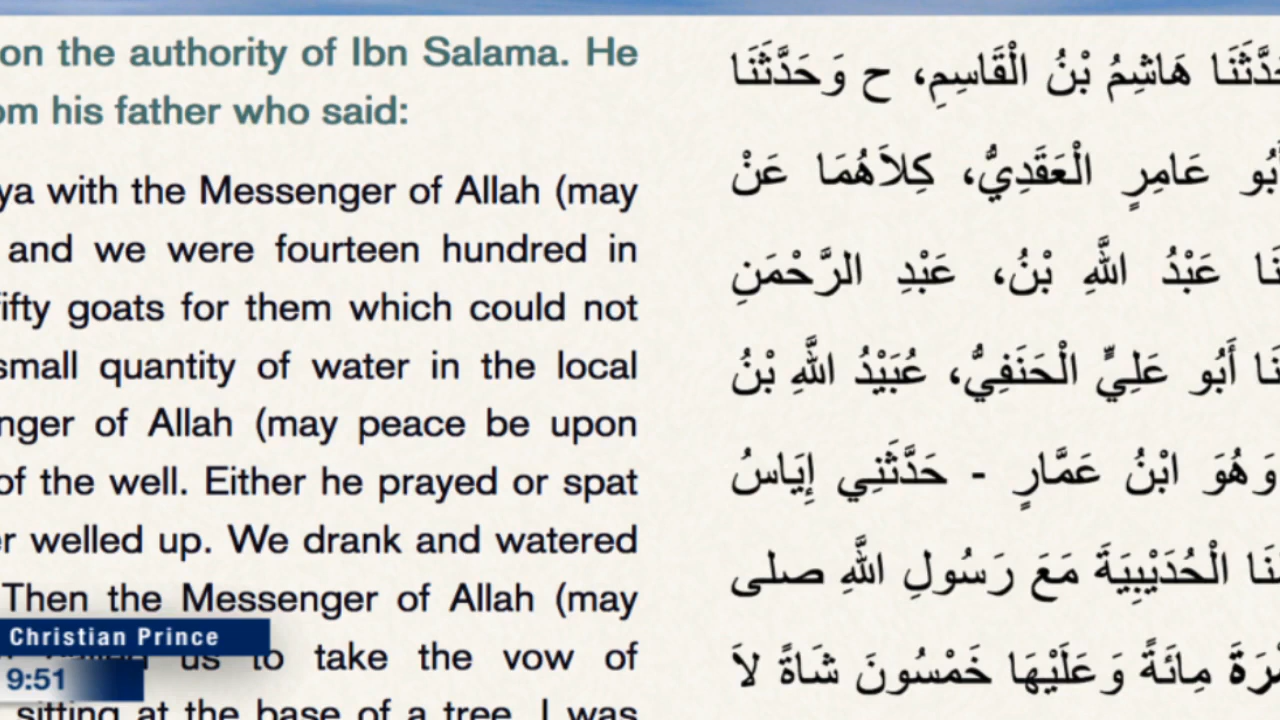 on the authority of Ibn Salama. He
om his father who said:
ya with the Messenger of Allah (may
and we were fourteen hundred in
fifty goats for them which could not
small quantity of water in the local
nger of Allah (may peace be upon
of the well. Either he prayed or spat
er welled up. We drank and watered
Then the Messenger of Allah (may
us to take the vow of
sitting at the base of a tree. I was
حَدَّثَنَا هَاشِمُ بْنُ الْقَاسِمِ، ح وَحَدَّثَنَا
أَبُو عَامِرٍ الْعَقَدِيُّ، كِلاَهُمَا عَنْ
نَا عَبْدُ اللَّهِ بْنُ، عَبْدِ الرَّحْمَنِ
نَا أَبُو عَلِيٍّ الْحَنَفِيُّ، عُبَيْدُ اللَّهِ بْنُ
وَهُوَ ابْنُ عَمَّارٍ - حَدَّثَنِي إِيَاسُ
مْنَا الْحُدَيْبِيَةَ مَعَ رَسُولِ اللَّهِ صلى
مِائَةً وَعَلَيْهَا خَمْسُونَ شَاةً لاَ
Christian Prince
9:51